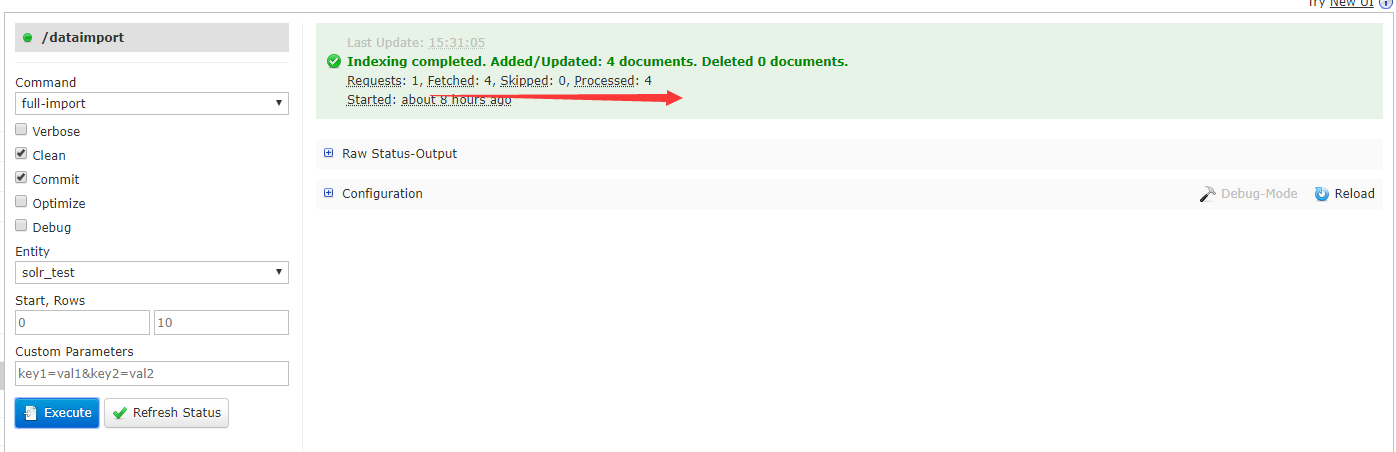 Try New UI
/dataimport
Command
full-import
Verbose
Clean
Commit
Optimize
Debug
Entity
solr_test
Start, Rows
0 10
Custom Parameters
key1=val1&key2=val2
Execute Refresh Status
Last Update: 15:31:05
Indexing completed. Added/Updated: 4 documents. Deleted 0 documents.
Requests: 1, Fetched: 4, Skipped: 0, Processed: 4
Started: about 8 hours ago
Raw Status-Output
Configuration Debug-Mode Reload